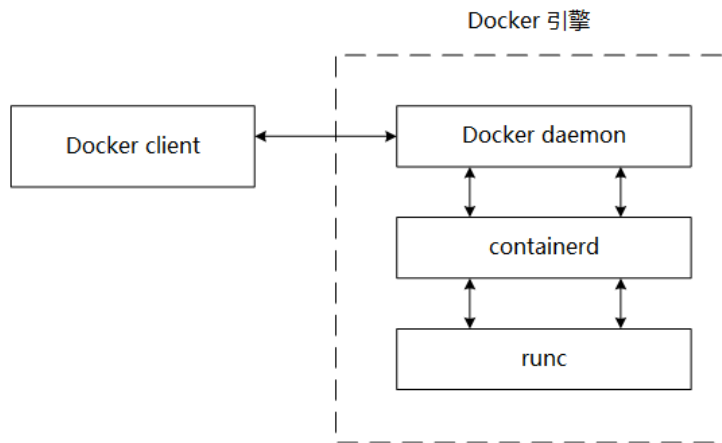 Docker 引擎
Docker client
Docker daemon
containerd
runc